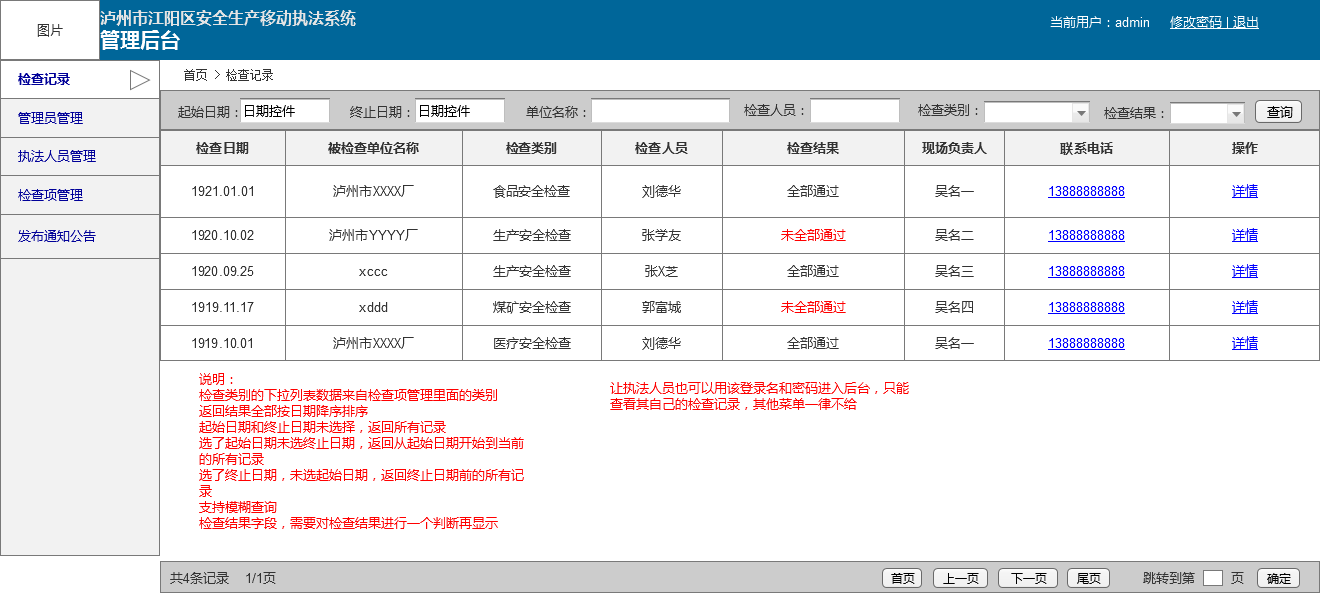 图片
泸州市江阳区安全生产移动执法系统
管理后台
当前用户：admin 修改密码 | 退出
检查记录
管理员管理
执法人员管理
检查项管理
发布通知公告
首页 > 检查记录
起始日期： 日期控件 终止日期： 日期控件 单位名称： 检查人员： 检查类别： 检查结果： 查询
检查日期 被检查单位名称 检查类别 检查人员 检查结果 现场负责人 联系电话 操作
1921.01.01 泸州市XXXX厂 食品安全检查 刘德华 全部通过 吴名一 13888888888 详情
1920.10.02 泸州市YYYY厂 生产安全检查 张学友 未全部通过 吴名二 13888888888 详情
1920.09.25 xccc 生产安全检查 张X芝 全部通过 吴名三 13888888888 详情
1919.11.17 xddd 煤矿安全检查 郭富城 未全部通过 吴名四 13888888888 详情
1919.10.01 泸州市XXXX厂 医疗安全检查 刘德华 全部通过 吴名一 13888888888 详情
说明：
检查类别的下拉列表数据来自检查项管理里面的类别
返回结果全部按日期降序排序
起始日期和终止日期未选择，返回所有记录
选了起始日期未选终止日期，返回从起始日期开始到当前
的所有记录
选了终止日期，未选起始日期，返回终止日期前的所有记
录
支持模糊查询
检查结果字段，需要对检查结果进行一个判断再显示
让执法人员也可以用该登录名和密码进入后台，只能
查看其自己的检查记录，其他菜单一律不给
共4条记录 1/1页 首页 上一页 下一页 尾页 跳转到第 页 确定